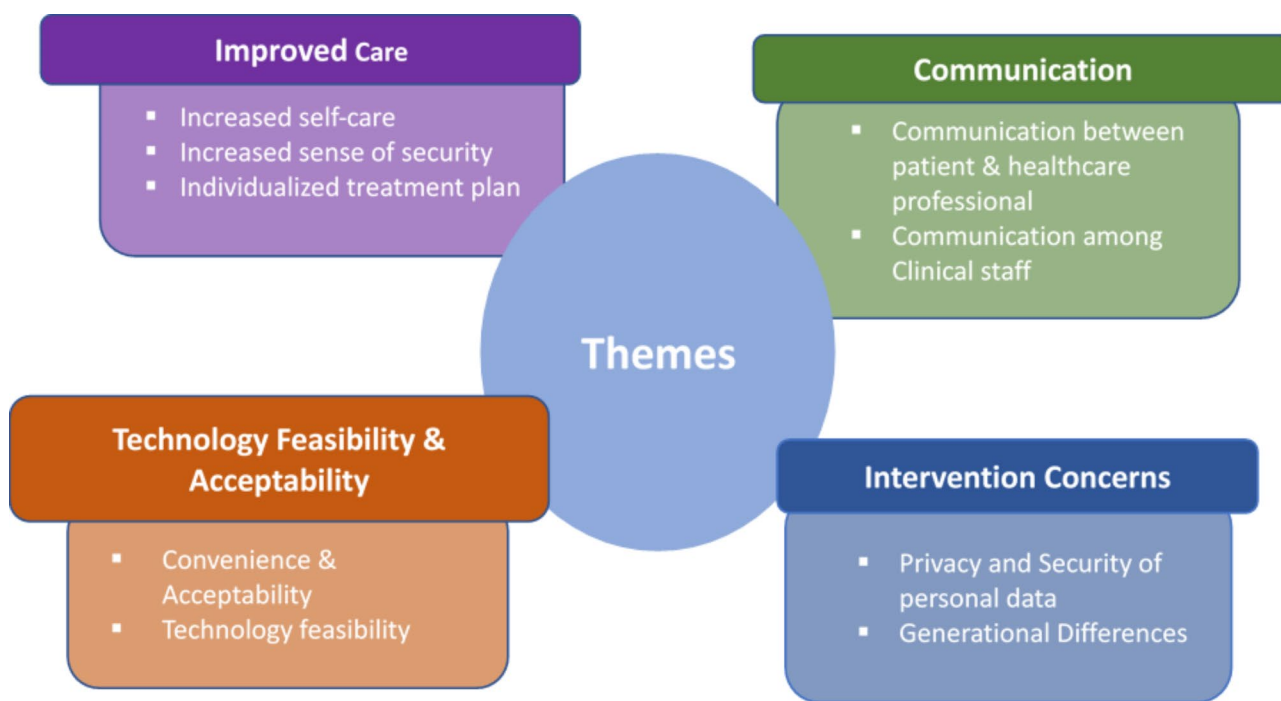 Improved Care
▪ Increased self-care
▪ Increased sense of security
▪ Individualized treatment plan
Communication
▪ Communication between
patient & healthcare
professional
▪ Communication among
Clinical staff
Themes
Technology Feasibility &
Acceptability
▪ Convenience &
Acceptability
▪ Technology feasibility
Intervention Concerns
▪ Privacy and Security of
personal data
▪ Generational Differences